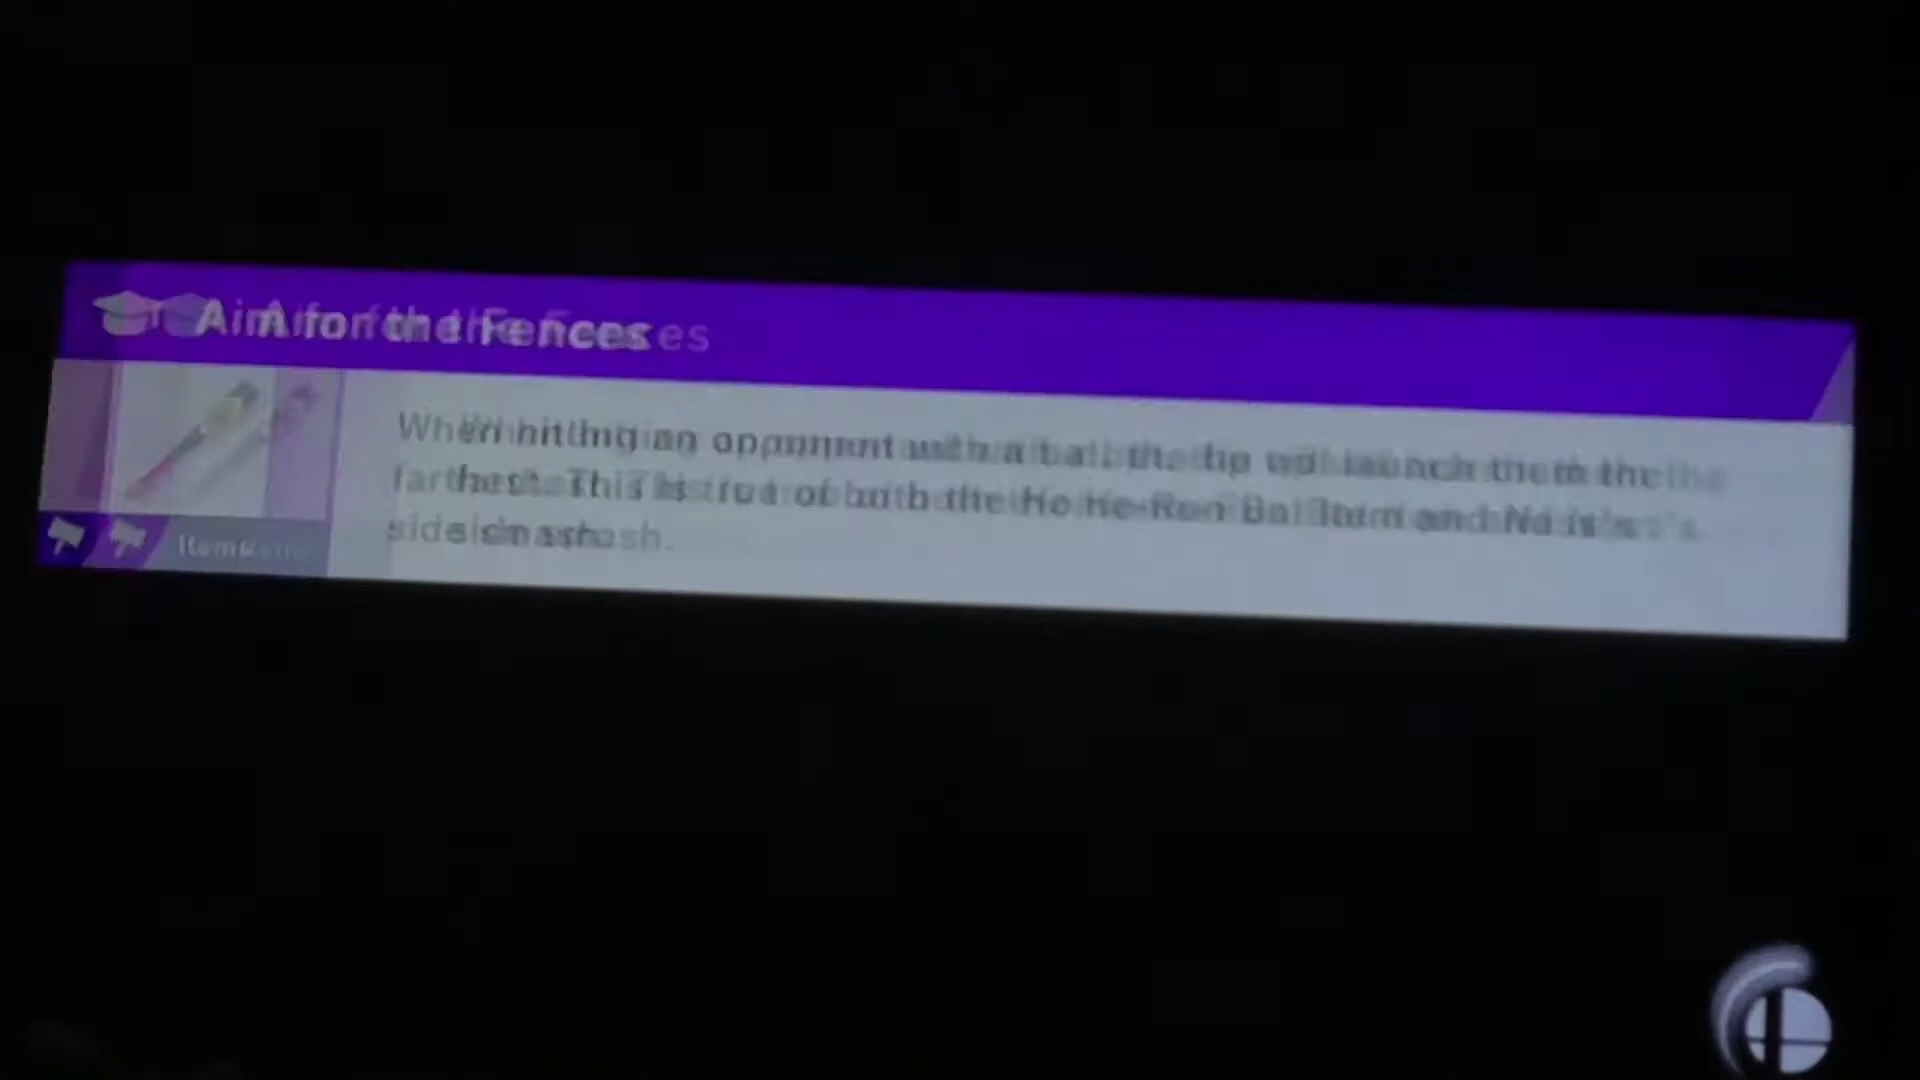 Aim for the Fences
When hitting an opponent with a bat, the tip will launch them the
farthest. This is true of both the Home-Run Bat item and Ness's
side smash.
Items